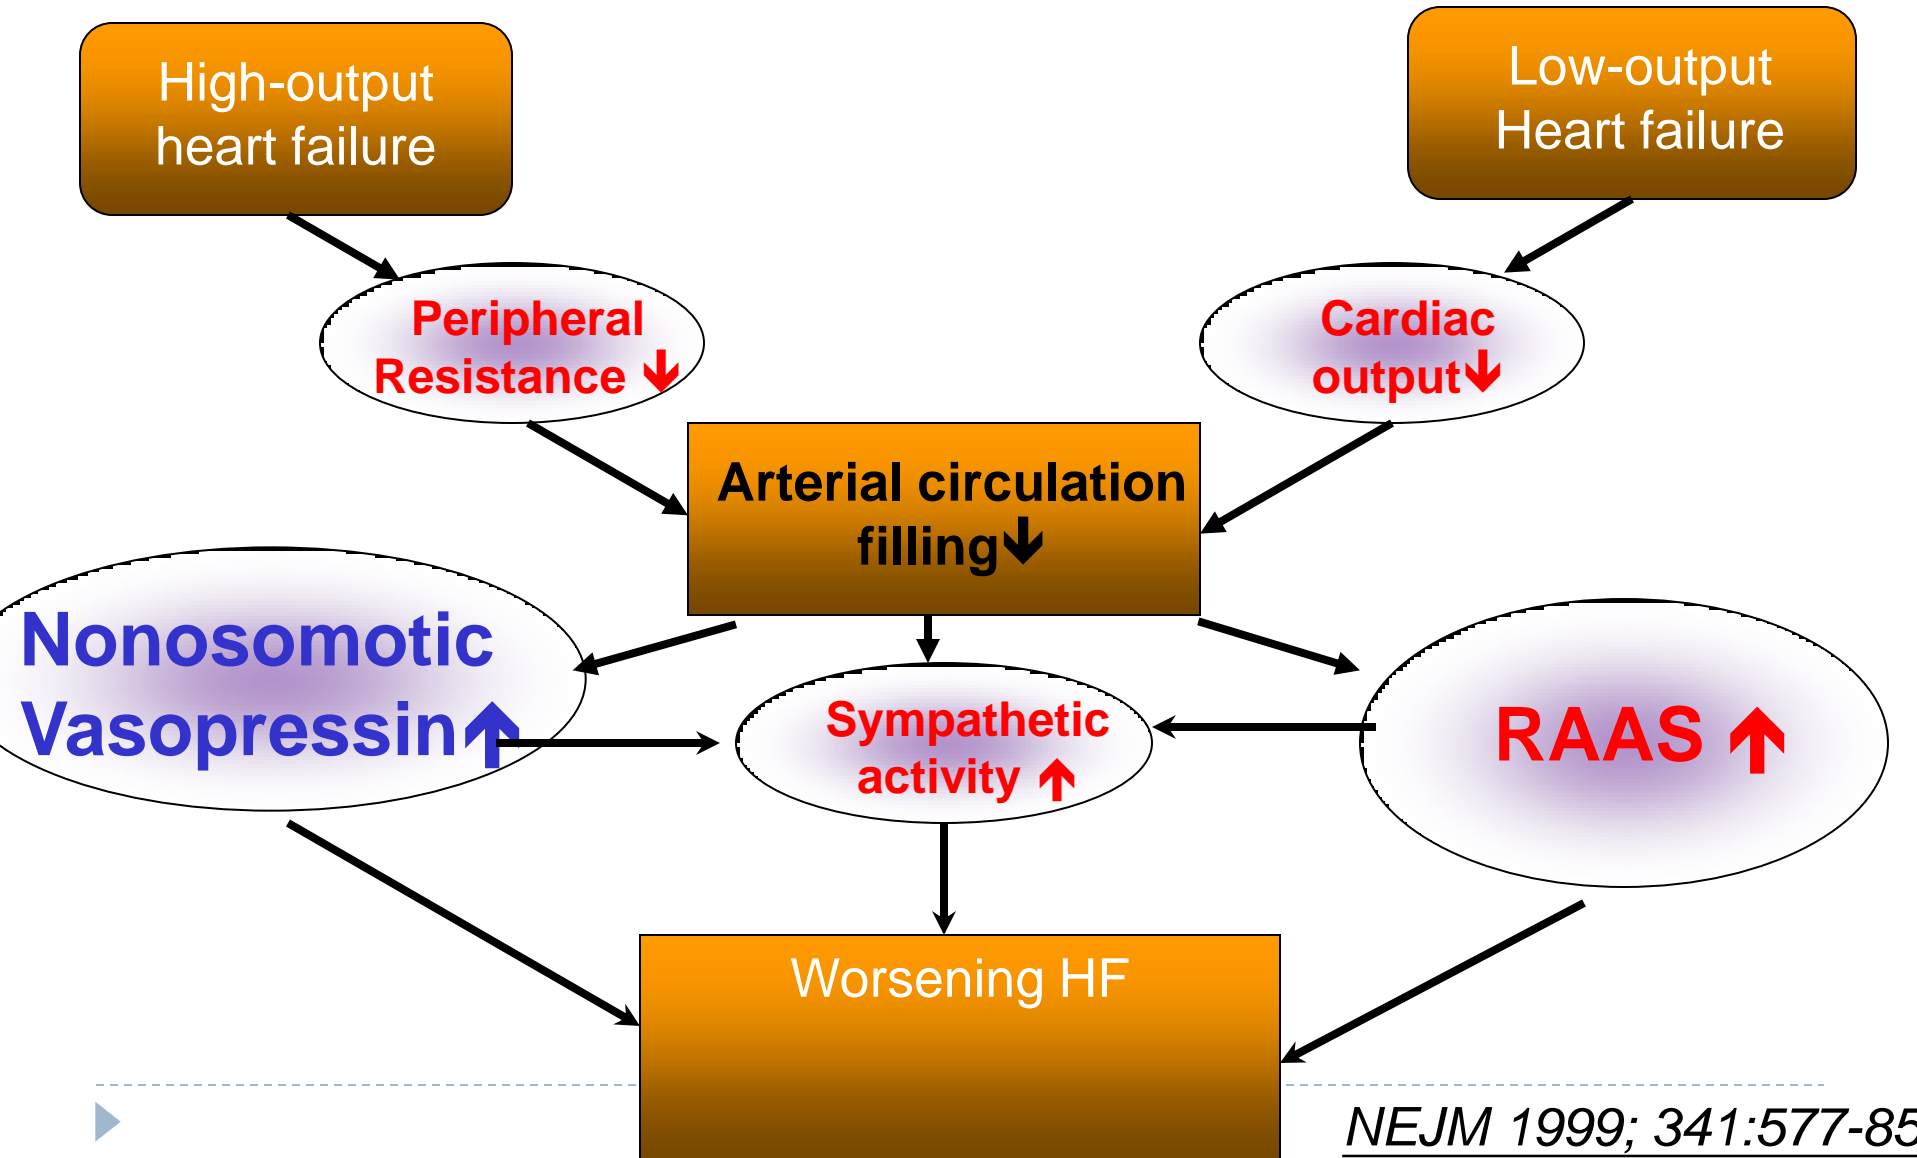 High-output
heart failure
Low-output
Heart failure
Peripheral
Resistance ↓
Cardiac
output↓
Arterial circulation
filling↓
Nonosomotic
Vasopressin↑
Sympathetic
activity ↑
RAAS ↑
Worsening HF
NEJM 1999; 341:577-85